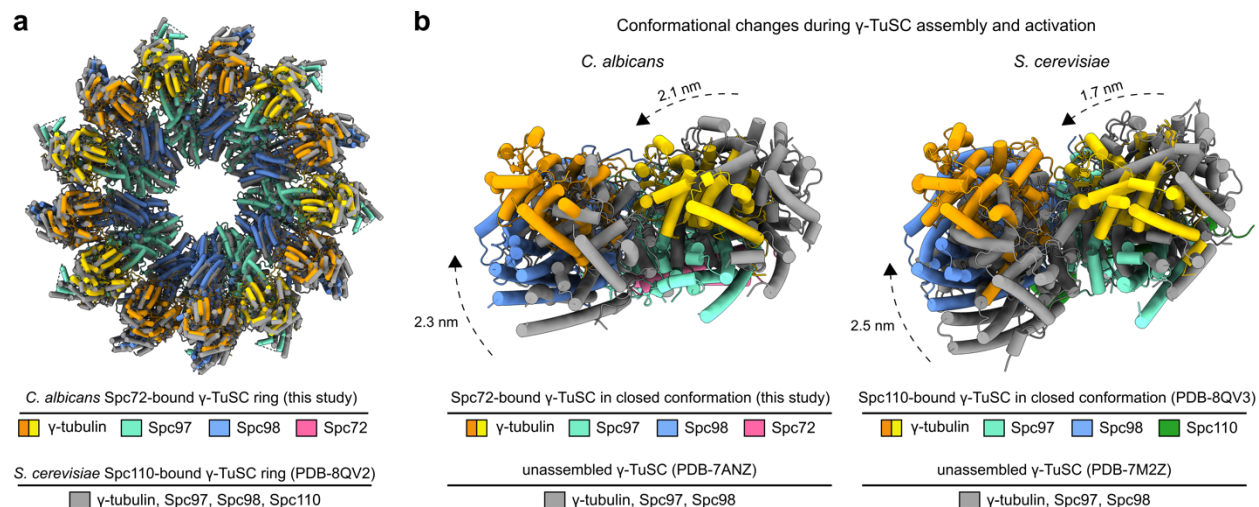 a
C. albicans Spc72-bound γ-TuSC ring (this study)
γ-tubulin Spc97 Spc98 Spc72
S. cerevisiae Spc110-bound γ-TuSC ring (PDB-8QV2)
γ-tubulin, Spc97, Spc98, Spc110
b
Conformational changes during γ-TuSC assembly and activation
C. albicans
2.1 nm
2.3 nm
Spc72-bound γ-TuSC in closed conformation (this study)
γ-tubulin Spc97 Spc98 Spc72
unassembled γ-TuSC (PDB-7ANZ)
γ-tubulin, Spc97, Spc98
S. cerevisiae
1.7 nm
2.5 nm
Spc110-bound γ-TuSC in closed conformation (PDB-8QV3)
γ-tubulin Spc97 Spc98 Spc110
unassembled γ-TuSC (PDB-7M2Z)
γ-tubulin, Spc97, Spc98